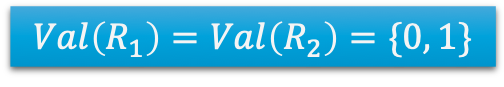 Val(R₁) = Val(R₂) = {0, 1}